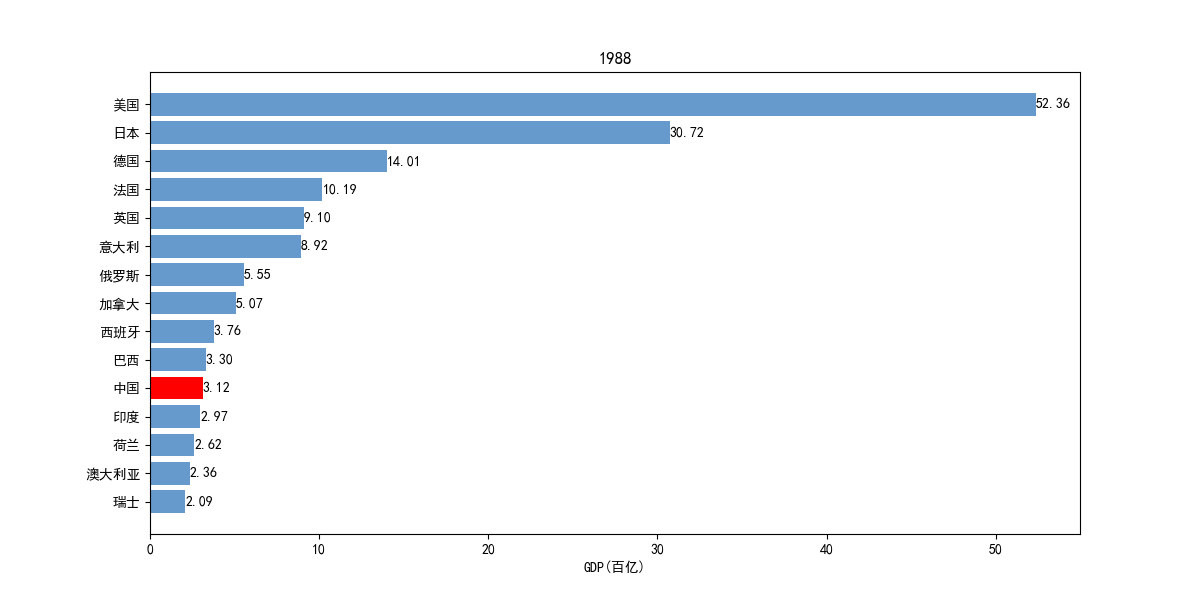 1988
美国 52.36
日本 30.72
德国 14.01
法国 10.19
英国 9.10
意大利 8.92
俄罗斯 5.55
加拿大 5.07
西班牙 3.76
巴西 3.30
中国 3.12
印度 2.97
荷兰 2.62
澳大利亚 2.36
瑞士 2.09
0 10 20 30 40 50
GDP(百亿)